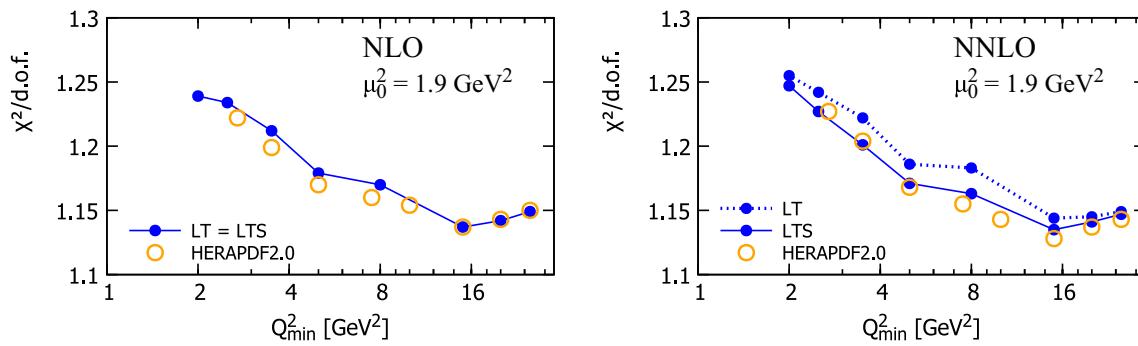 1.3
1.25
1.2
1.15
1.1
χ²/d.o.f.
NLO
μ₀² = 1.9 GeV²
LT = LTS
HERAPDF2.0
1 2 4 8 16
Q²min [GeV²]
1.3
1.25
1.2
1.15
1.1
χ²/d.o.f.
NNLO
μ₀² = 1.9 GeV²
LT
LTS
HERAPDF2.0
1 2 4 8 16
Q²min [GeV²]